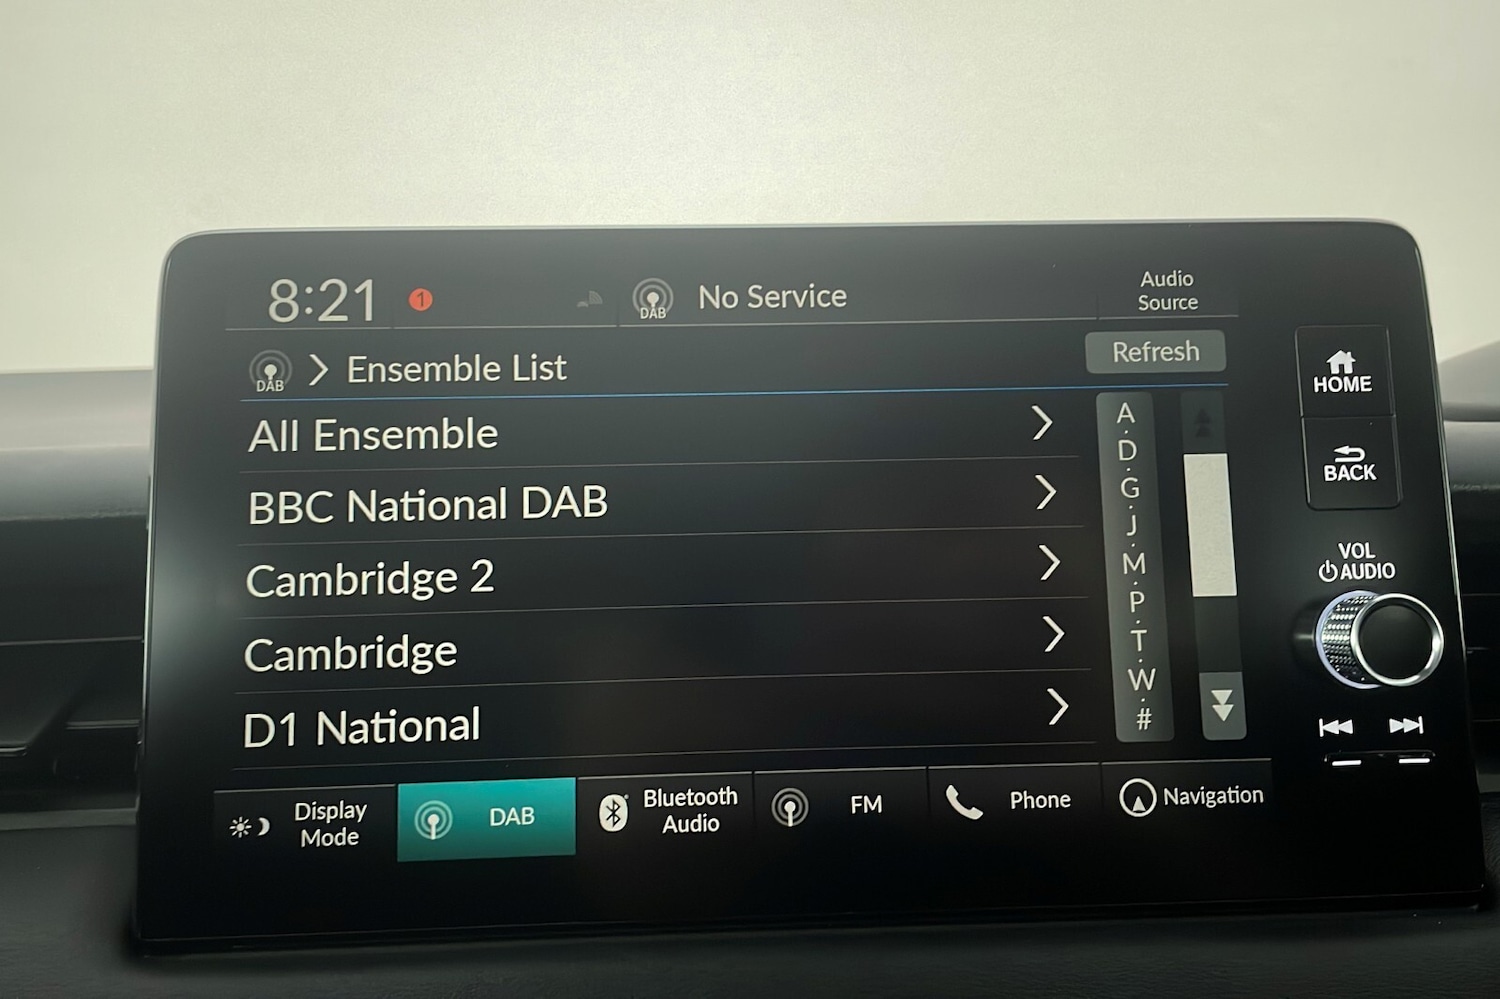 8:21
1
DAB
No Service
Audio
Source
DAB
Ensemble List
Refresh
All Ensemble
BBC National DAB
Cambridge 2
Cambridge
D1 National
A
D
G
J
M
P
T
W
#
HOME
BACK
VOL
AUDIO
Display
Mode
DAB
Bluetooth
Audio
FM
Phone
Navigation